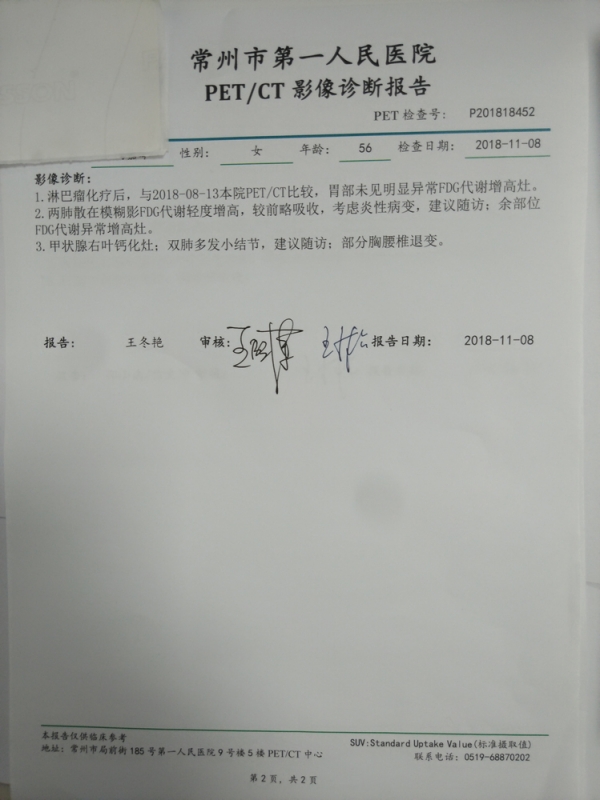 常州市第一人民医院
PET/CT 影像诊断报告
PET 检查号： P201818452
性别： 女 年龄： 56 检查日期： 2018-11-08
影像诊断：
1.淋巴瘤化疗后，与2018-08-13本院PET/CT比较，胃部未见明显异常FDG代谢增高灶。
2.两肺散在模糊影FDG代谢轻度增高，较前略吸收，考虑炎性病变，建议随访；余部位
FDG代谢异常增高灶。
3.甲状腺右叶钙化灶；双肺多发小结节，建议随访；部分胸腰椎退变。
报告： 王冬艳 审核： 报告日期： 2018-11-08
本报告仅供临床参考
地址：常州市局前街185号第一人民医院9号楼5楼PET/CT中心
SUV:Standard Uptake Value(标准摄取值)
联系电话：0519-68870202
第2页，共2页